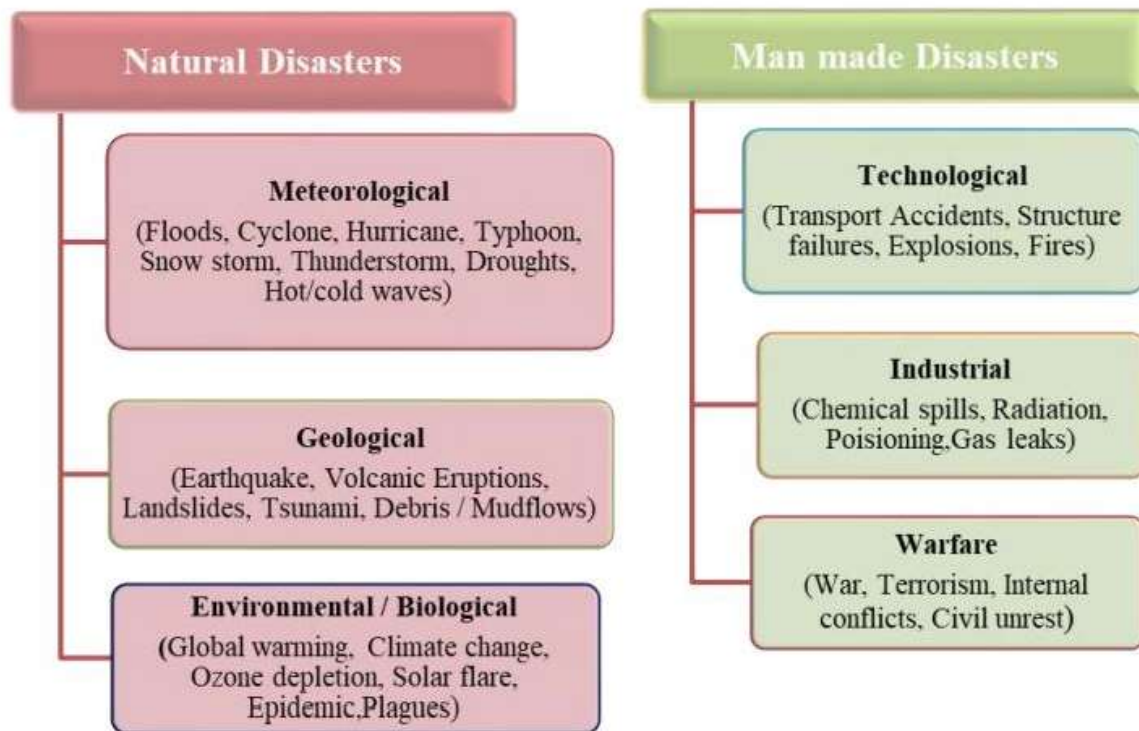 Natural Disasters
Meteorological
(Floods, Cyclone, Hurricane, Typhoon,
Snow storm, Thunderstorm, Droughts,
Hot/cold waves)
Geological
(Earthquake, Volcanic Eruptions,
Landslides, Tsunami, Debris / Mudflows)
Environmental / Biological
(Global warming, Climate change,
Ozone depletion, Solar flare,
Epidemic,Plagues)
Man made Disasters
Technological
(Transport Accidents, Structure
failures, Explosions, Fires)
Industrial
(Chemical spills, Radiation,
Poisioning,Gas leaks)
Warfare
(War, Terrorism, Internal
conflicts, Civil unrest)